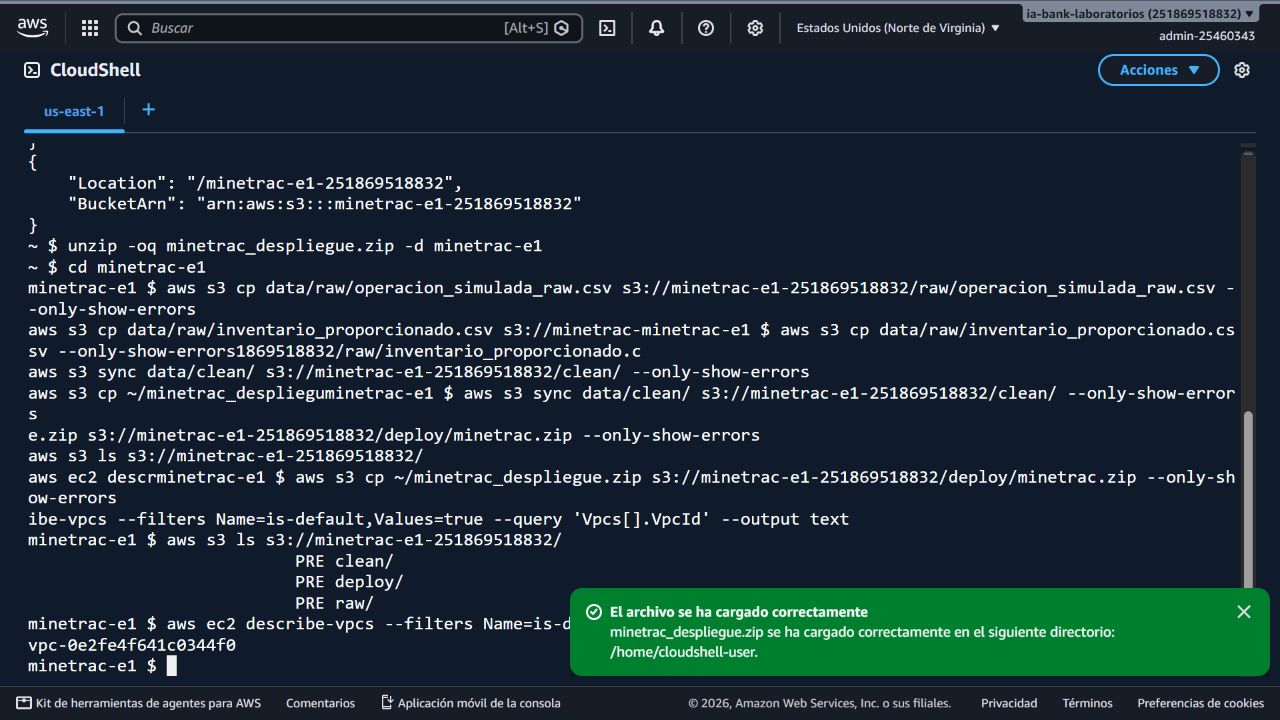 aws
Buscar
[Alt+S]
Estados Unidos (Norte de Virginia) ▼
ia-bank-laboratorios (251869518832) ▼
admin-25460343
CloudShell
Acciones ▼
us-east-1
+
{
    "Location": "/minetrac-e1-251869518832",
    "BucketArn": "arn:aws:s3:::minetrac-e1-251869518832"
}
~ $ unzip -oq minetrac_despliegue.zip -d minetrac-e1
~ $ cd minetrac-e1
minetrac-e1 $ aws s3 cp data/raw/operacion_simulada_raw.csv s3://minetrac-e1-251869518832/raw/operacion_simulada_raw.csv -
-only-show-errors
aws s3 cp data/raw/inventario_proporcionado.csv s3://minetrac-minetrac-e1 $ aws s3 cp data/raw/inventario_proporcionado.cs
sv --only-show-errors1869518832/raw/inventario_proporcionado.c
aws s3 sync data/clean/ s3://minetrac-e1-251869518832/clean/ --only-show-errors
aws s3 cp ~/minetrac_desplieguminetrac-e1 $ aws s3 sync data/clean/ s3://minetrac-e1-251869518832/clean/ --only-show-error
s
e.zip s3://minetrac-e1-251869518832/deploy/minetrac.zip --only-show-errors
aws s3 ls s3://minetrac-e1-251869518832/
aws ec2 descrminetrac-e1 $ aws s3 cp ~/minetrac_despliegue.zip s3://minetrac-e1-251869518832/deploy/minetrac.zip --only-sh
ow-errors
ibe-vpcs --filters Name=is-default,Values=true --query 'Vpcs[].VpcId' --output text
minetrac-e1 $ aws s3 ls s3://minetrac-e1-251869518832/
                           PRE clean/
                           PRE deploy/
                           PRE raw/
minetrac-e1 $ aws ec2 describe-vpcs --filters Name=is-d
vpc-0e2fe4f641c0344f0
minetrac-e1 $
El archivo se ha cargado correctamente
minetrac_despliegue.zip se ha cargado correctamente en el siguiente directorio:
/home/cloudshell-user.
Kit de herramientas de agentes para AWS
Comentarios
Aplicación móvil de la consola
© 2026, Amazon Web Services, Inc. o sus filiales.
Privacidad
Términos
Preferencias de cookies